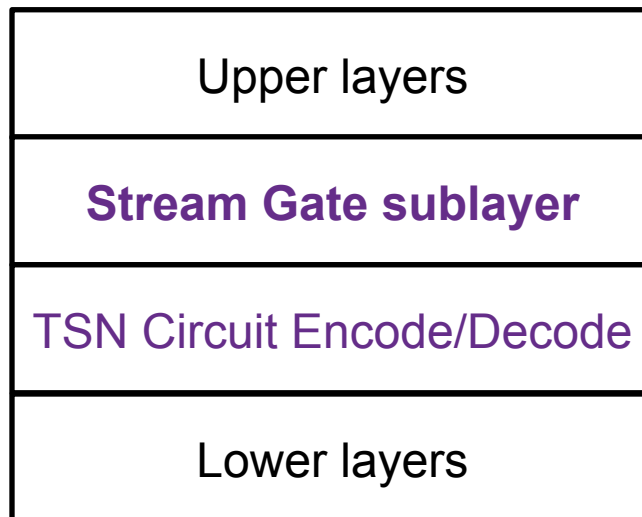 Upper layers
Stream Gate sublayer
TSN Circuit Encode/Decode
Lower layers